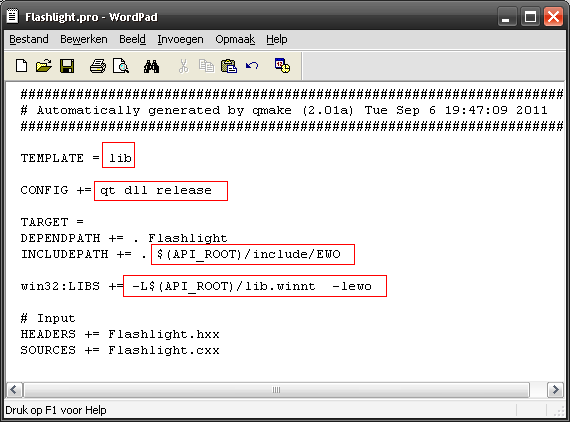 Flashlight.pro - WordPad
Bestand Bewerken Beeld Invoegen Opmaak Help
######################################################################
# Automatically generated by qmake (2.01a) Tue Sep 6 19:47:09 2011
######################################################################
TEMPLATE = lib
CONFIG += qt dll release
TARGET =
DEPENDPATH += . Flashlight
INCLUDEPATH += . $(API_ROOT)/include/EWO
win32:LIBS += -L$(API_ROOT)/lib.winnt -lewo
# Input
HEADERS += Flashlight.hxx
SOURCES += Flashlight.cxx
Druk op F1 voor Help